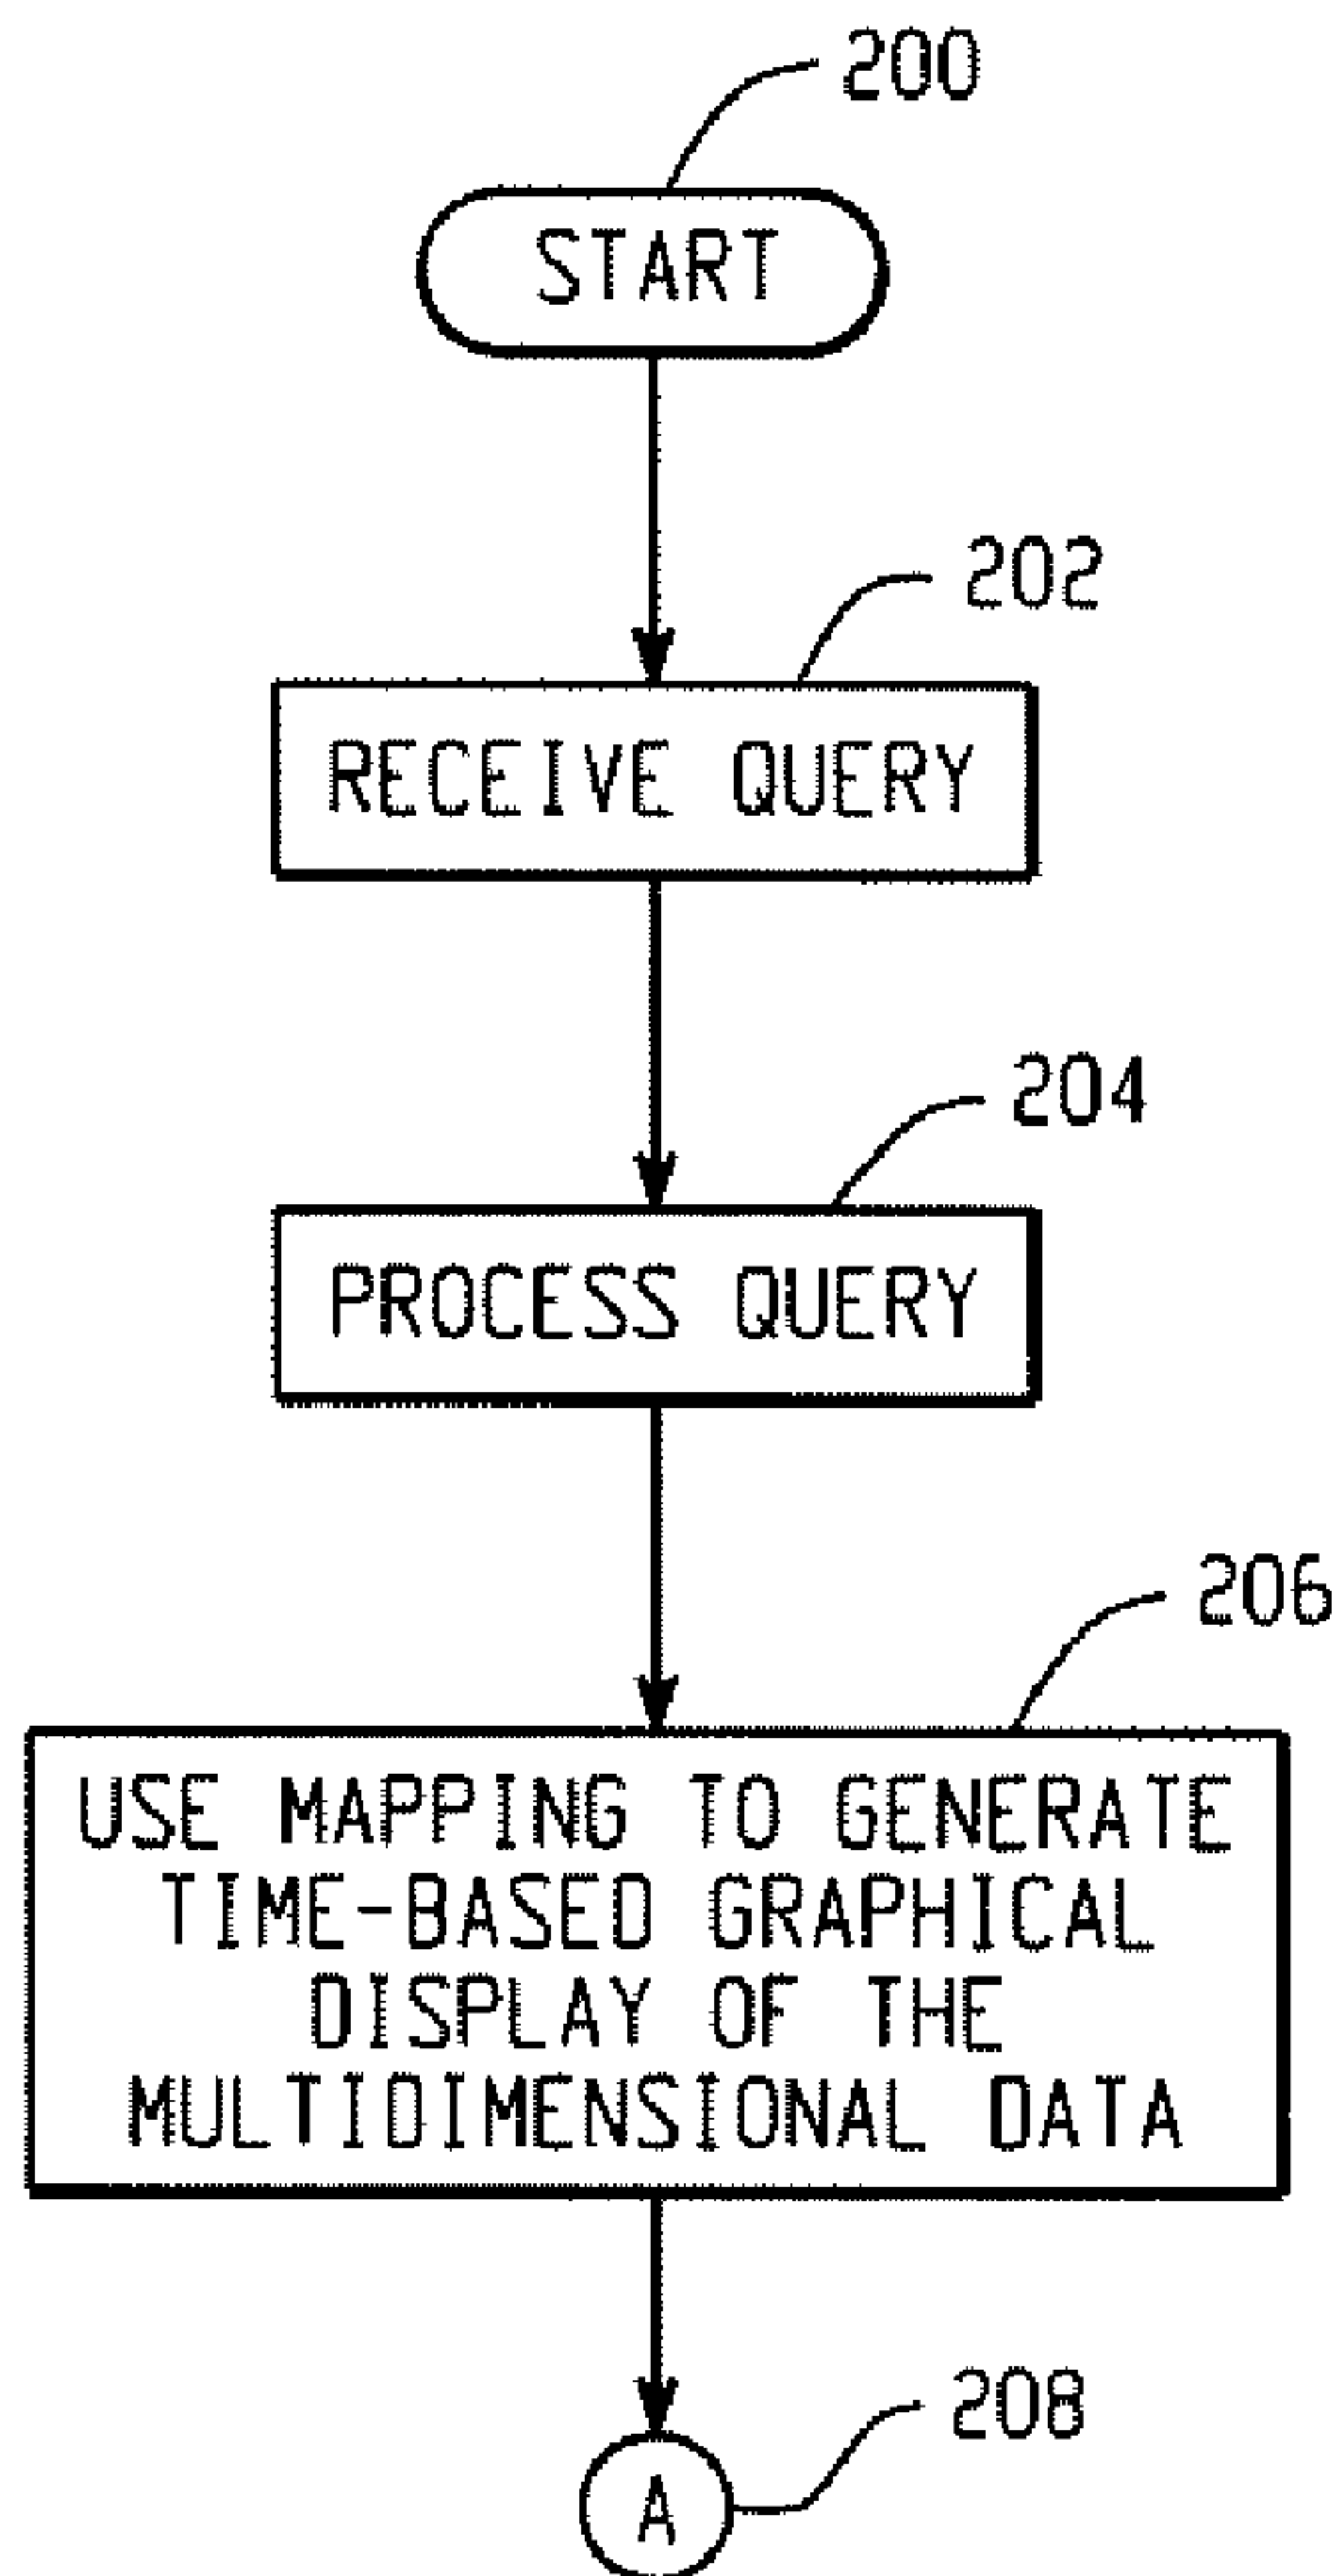 200
START
202
RECEIVE QUERY
204
PROCESS QUERY
206
USE MAPPING TO GENERATE
TIME-BASED GRAPHICAL
DISPLAY OF THE
MULTIDIMENSIONAL DATA
208
A